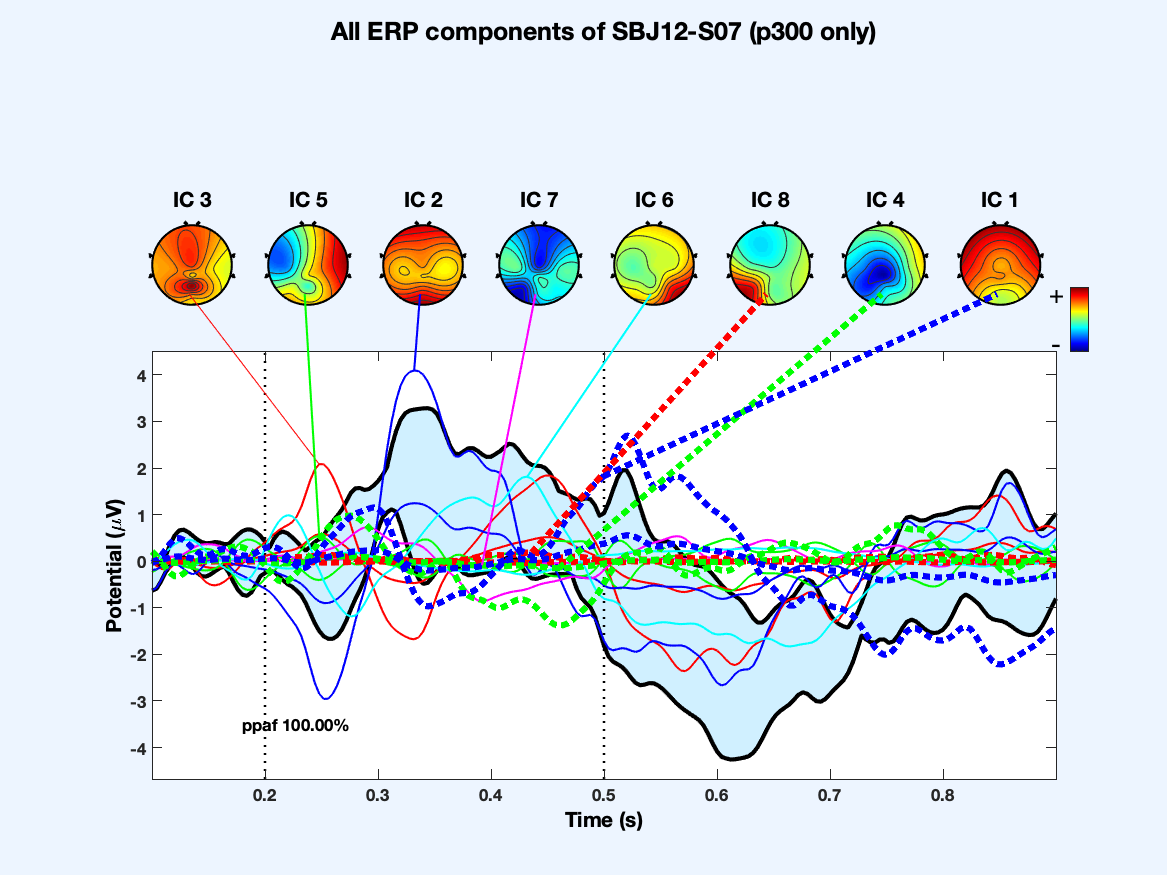 All ERP components of SBJ12-S07 (p300 only)
IC 3 IC 5 IC 2 IC 7 IC 6 IC 8 IC 4 IC 1
+
-
4
3
2
1
0
-1
-2
-3
-4
Potential (μV)
ppaf 100.00%
0.2 0.3 0.4 0.5 0.6 0.7 0.8
Time (s)